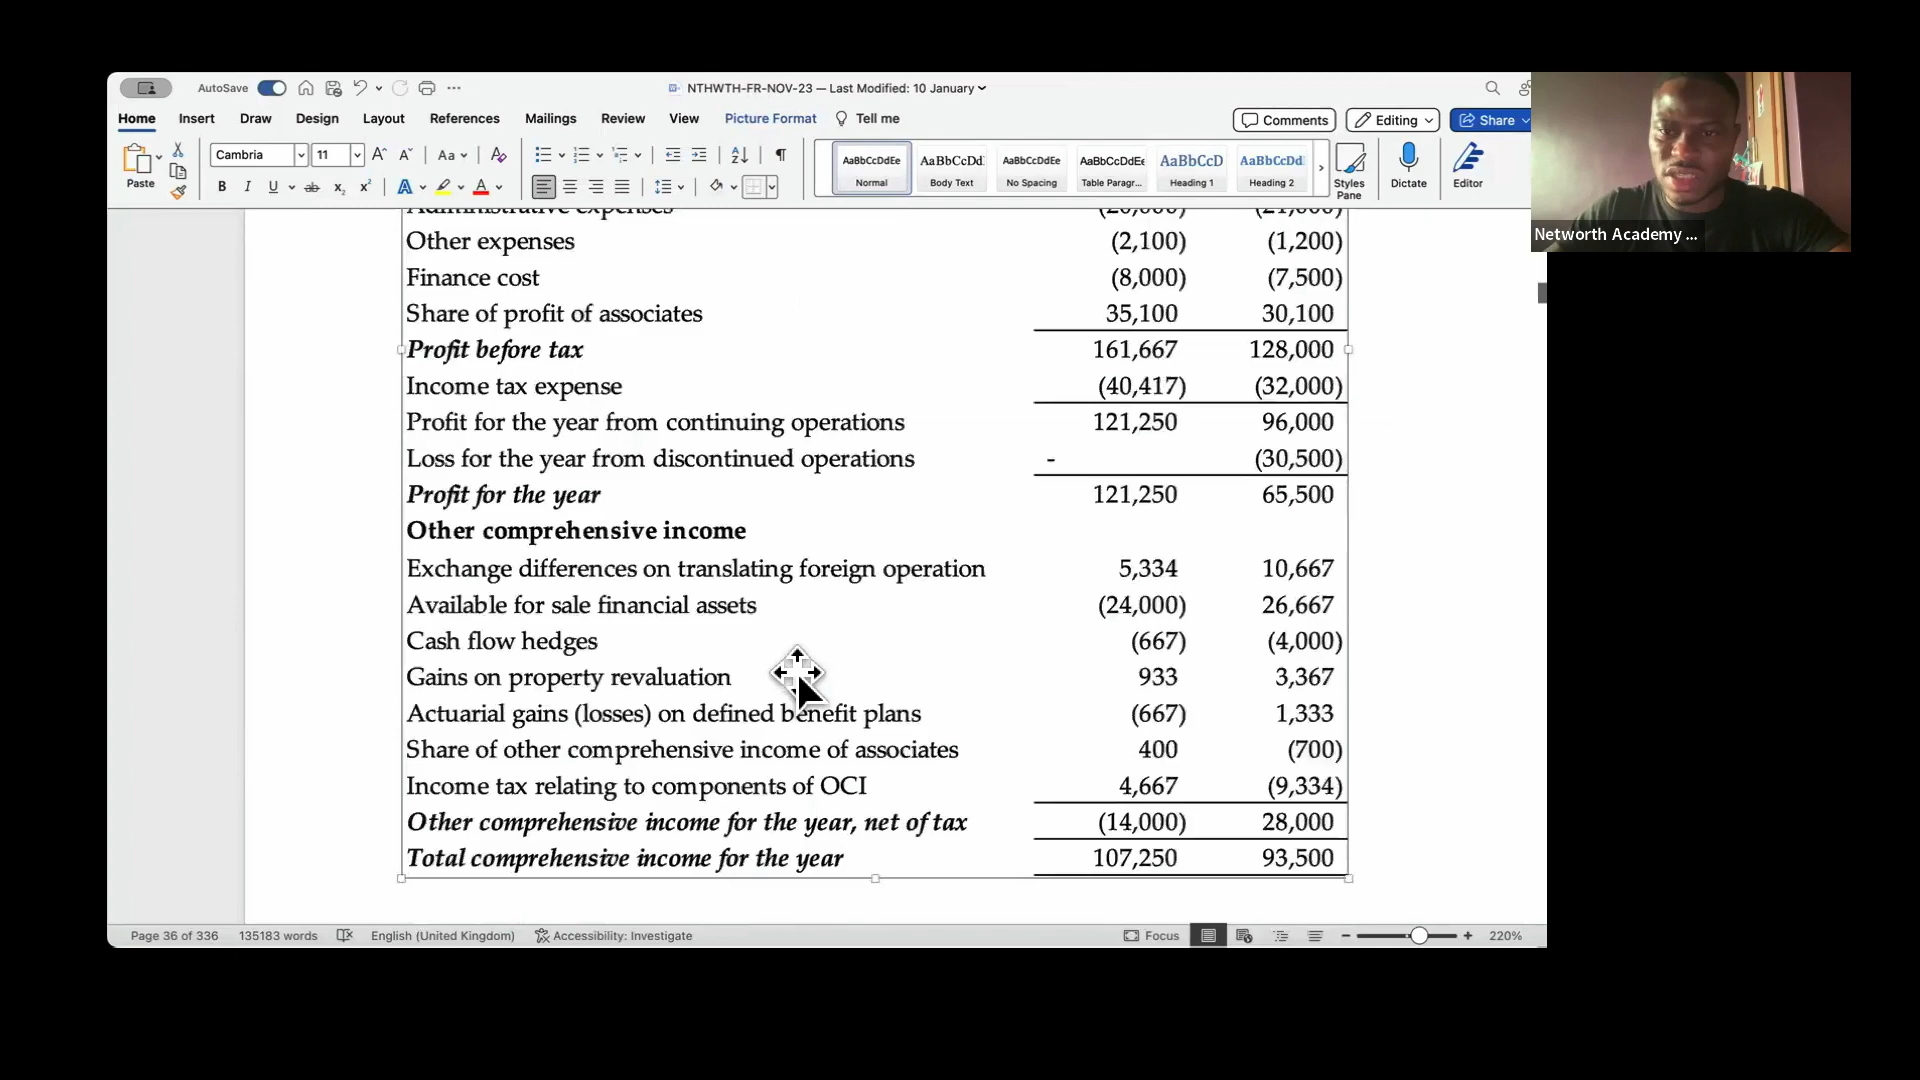 AutoSave
NTHWTH-FR-NOV-23 — Last Modified: 10 January
Home Insert Draw Design Layout References Mailings Review View Picture Format Tell me
Comments Editing Share
Paste
Cambria 11
B I U ab x₂ x²
AaBbCcDdEe AaBbCcDd AaBbCcDdEe AaBbCcDdEe AaBbCcD AaBbCcDd
Normal Body Text No Spacing Table Paragr... Heading 1 Heading 2
Styles Pane
Dictate
Editor
Networth Academy ...
Administrative expenses
Other expenses (2,100) (1,200)
Finance cost (8,000) (7,500)
Share of profit of associates 35,100 30,100
Profit before tax 161,667 128,000
Income tax expense (40,417) (32,000)
Profit for the year from continuing operations 121,250 96,000
Loss for the year from discontinued operations - (30,500)
Profit for the year 121,250 65,500
Other comprehensive income
Exchange differences on translating foreign operation 5,334 10,667
Available for sale financial assets (24,000) 26,667
Cash flow hedges (667) (4,000)
Gains on property revaluation 933 3,367
Actuarial gains (losses) on defined benefit plans (667) 1,333
Share of other comprehensive income of associates 400 (700)
Income tax relating to components of OCI 4,667 (9,334)
Other comprehensive income for the year, net of tax (14,000) 28,000
Total comprehensive income for the year 107,250 93,500
Page 36 of 336 135183 words English (United Kingdom) Accessibility: Investigate Focus 220%